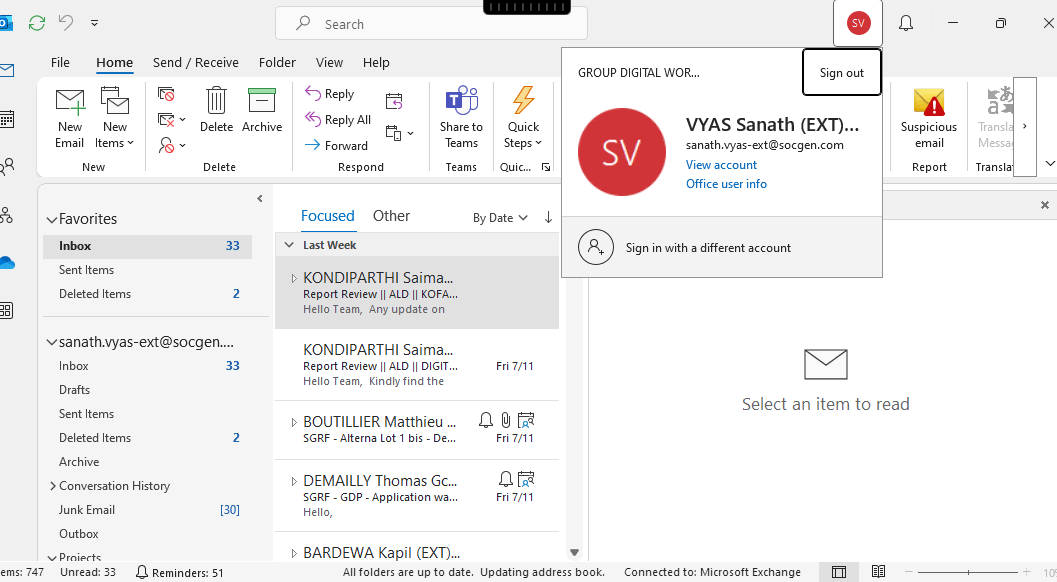 Search
SV
File
Home
Send / Receive
Folder
View
Help
New Email
New Items
New
Delete
Archive
Delete
Reply
Reply All
Forward
Respond
Share to Teams
Teams
Quick Steps
Quic...
GROUP DIGITAL WOR...
Sign out
SV
VYAS Sanath (EXT)...
sanath.vyas-ext@socgen.com
View account
Office user info
Sign in with a different account
Suspicious email
Report
Transla
Messa
Translat
Favorites
Inbox 33
Sent Items
Deleted Items 2
sanath.vyas-ext@socgen....
Inbox 33
Drafts
Sent Items
Deleted Items 2
Archive
Conversation History
Junk Email [30]
Outbox
Projects
Focused
Other
By Date
Last Week
KONDIPARTHI Saima...
Report Review || ALD || KOFA...
Hello Team, Any update on
KONDIPARTHI Saima...
Report Review || ALD || DIGIT... Fri 7/11
Hello Team, Kindly find the
BOUTILLIER Matthieu ...
SGRF - Alterna Lot 1 bis - De... Fri 7/11
DEMAILLY Thomas Gc...
SGRF - GDP - Application wa... Fri 7/11
Hello,
BARDEWA Kapil (EXT)...
Select an item to read
ems: 747
Unread: 33
Reminders: 51
All folders are up to date.
Updating address book.
Connected to: Microsoft Exchange
10